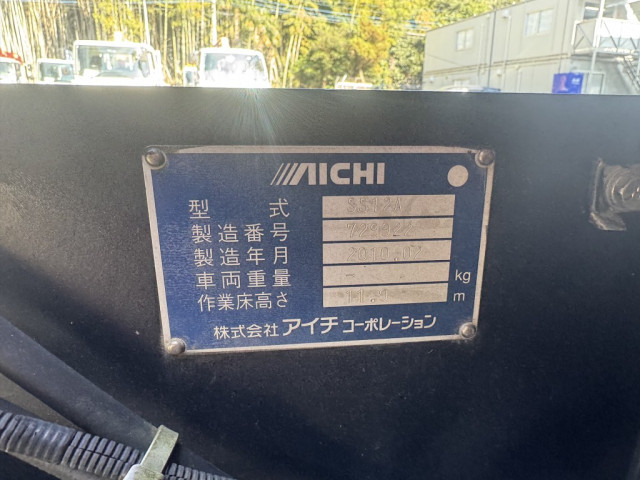 AICHI
型式
製造番号
製造年月
車両重量 - kg
作業床高さ m
株式会社 アイチ コーポレーション